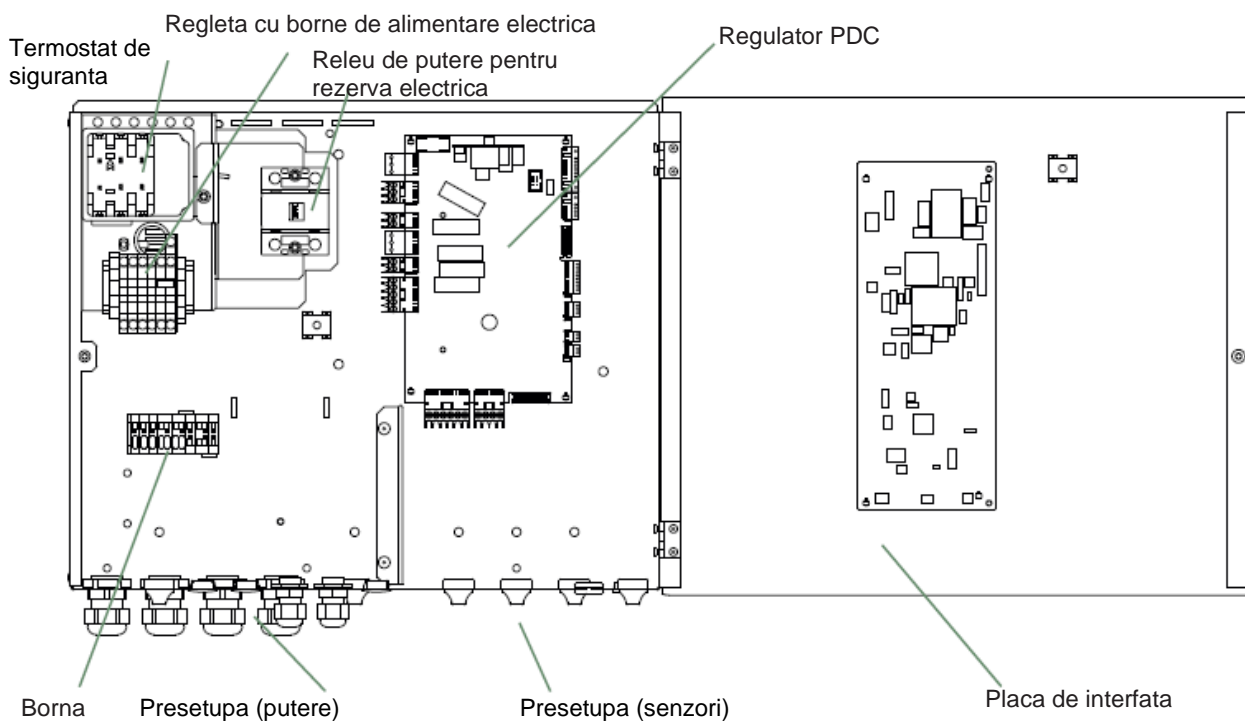 Regleta cu borne de alimentare electrica
Termostat de
siguranta
Releu de putere pentru
rezerva electrica
Regulator PDC
Borna
Presetupa (putere)
Presetupa (senzori)
Placa de interfata